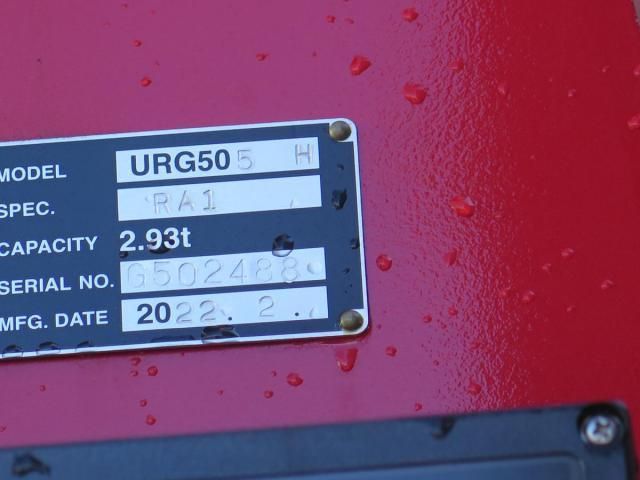 MODEL URG505 H
SPEC. RA1
CAPACITY 2.93t
SERIAL NO. G502488
MFG. DATE 2022. 2.